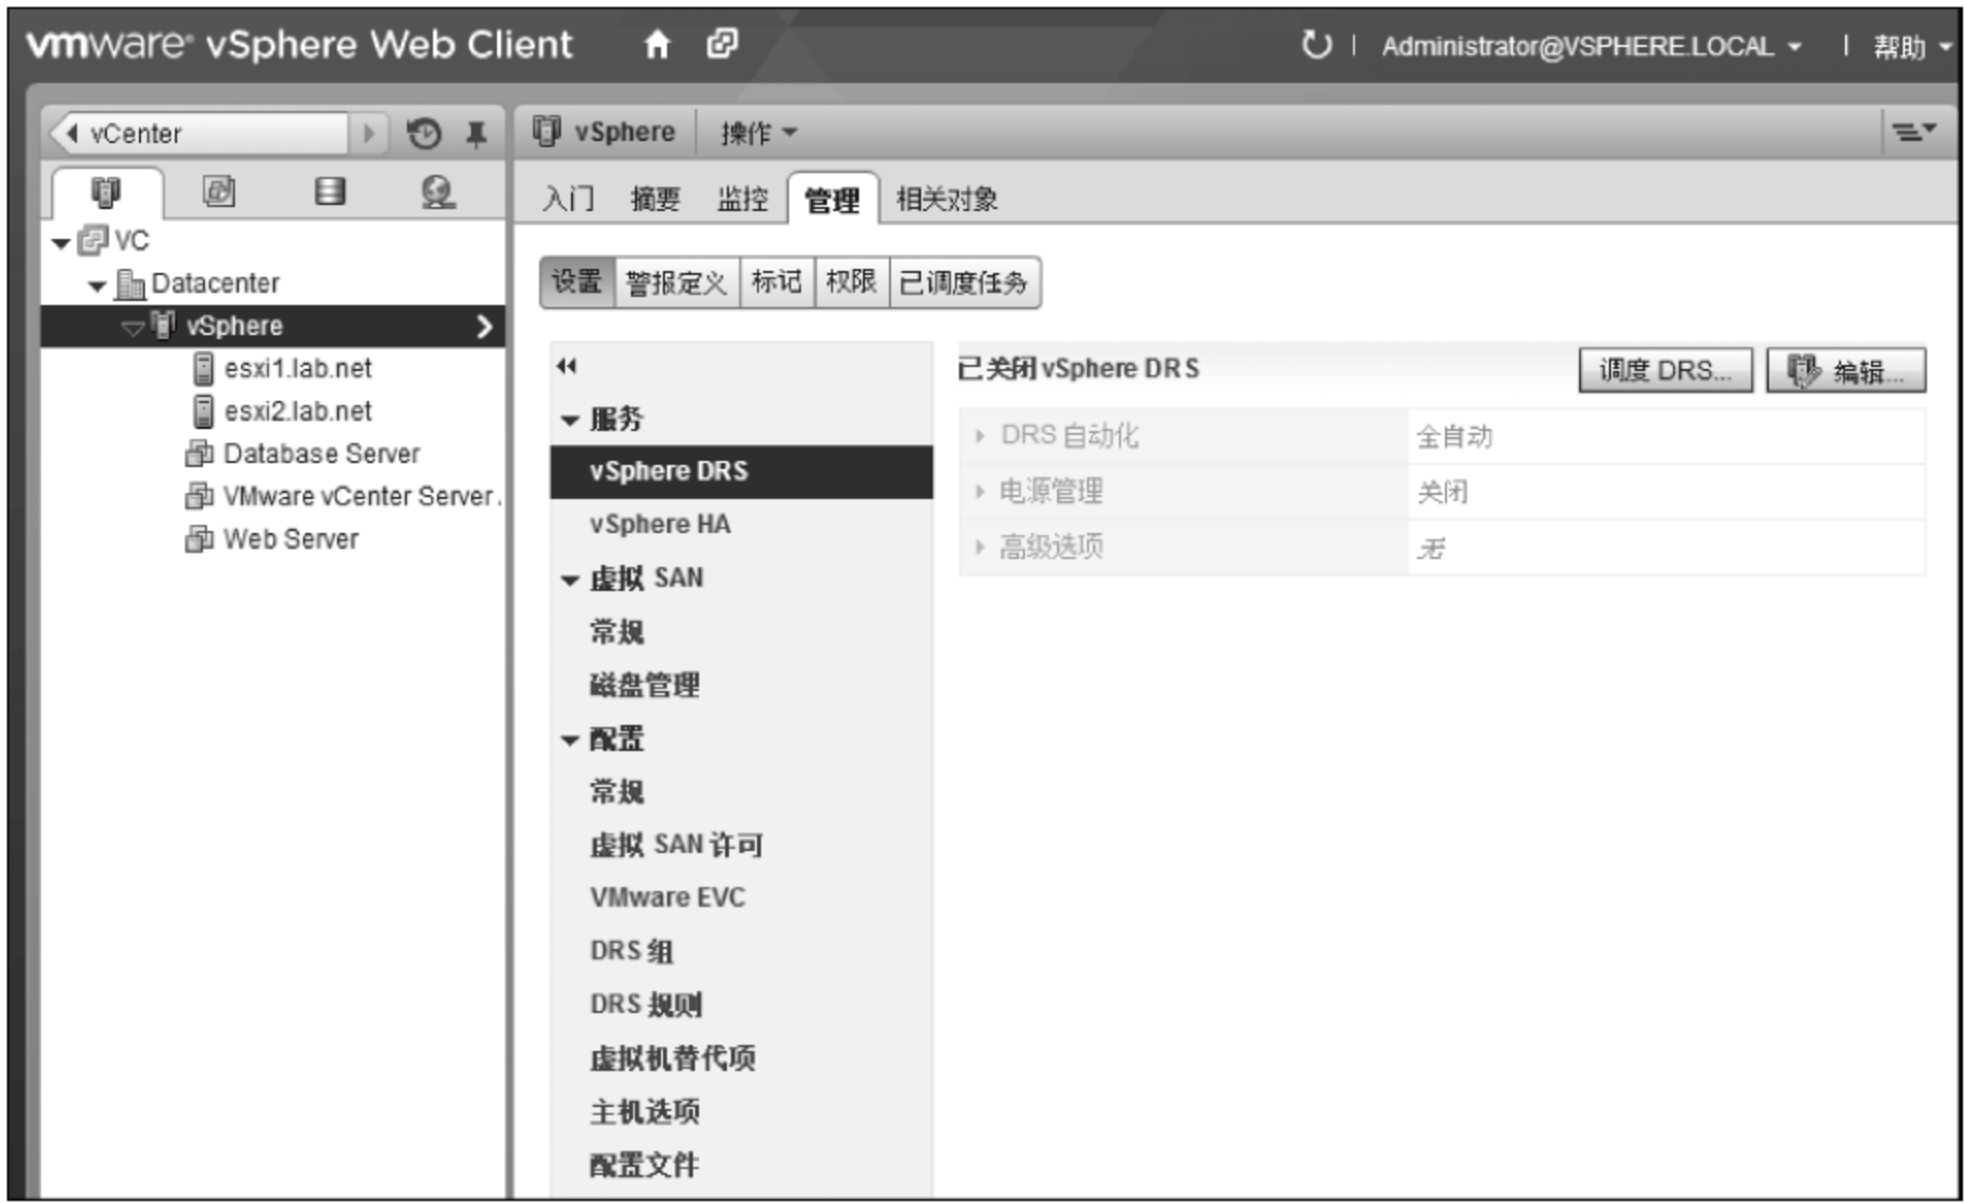 vmware® vSphere Web Client
Administrator@VSPHERE.LOCAL
帮助
vCenter
VC
Datacenter
vSphere
esxi1.lab.net
esxi2.lab.net
Database Server
VMware vCenter Server .
Web Server
vSphere 操作
入门 摘要 监控 管理 相关对象
设置 警报定义 标记 权限 已调度任务
服务
vSphere DRS
vSphere HA
虚拟 SAN
常规
磁盘管理
配置
常规
虚拟 SAN 许可
VMware EVC
DRS 组
DRS 规则
虚拟机替代项
主机选项
配置文件
已关闭 vSphere DRS 调度 DRS... 编辑...
DRS 自动化 全自动
电源管理 关闭
高级选项 无